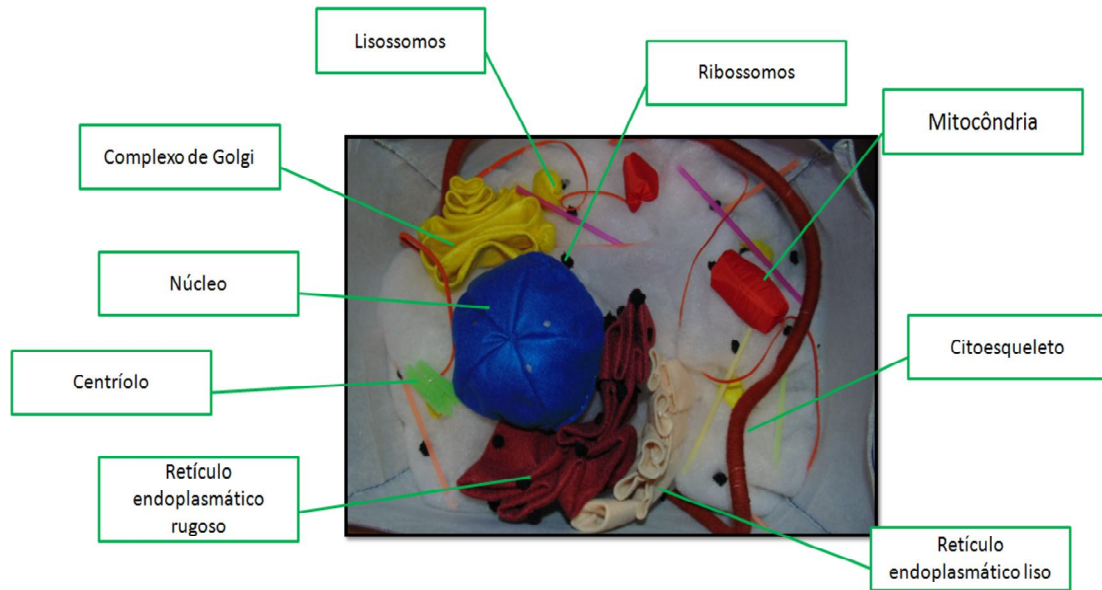 Lisossomos
Ribossomos
Mitocôndria
Complexo de Golgi
Núcleo
Centríolo
Citoesqueleto
Retículo
endoplasmático
rugoso
Retículo
endoplasmático liso